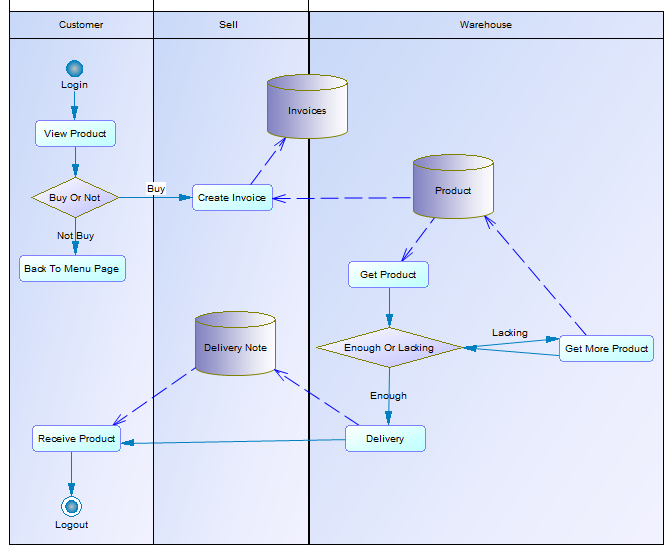 Customer
Sell
Warehouse
Login
Invoices
View Product
Buy Or Not
Buy
Create Invoice
Product
Not Buy
Back To Menu Page
Get Product
Delivery Note
Enough Or Lacking
Lacking
Get More Product
Enough
Receive Product
Delivery
Logout